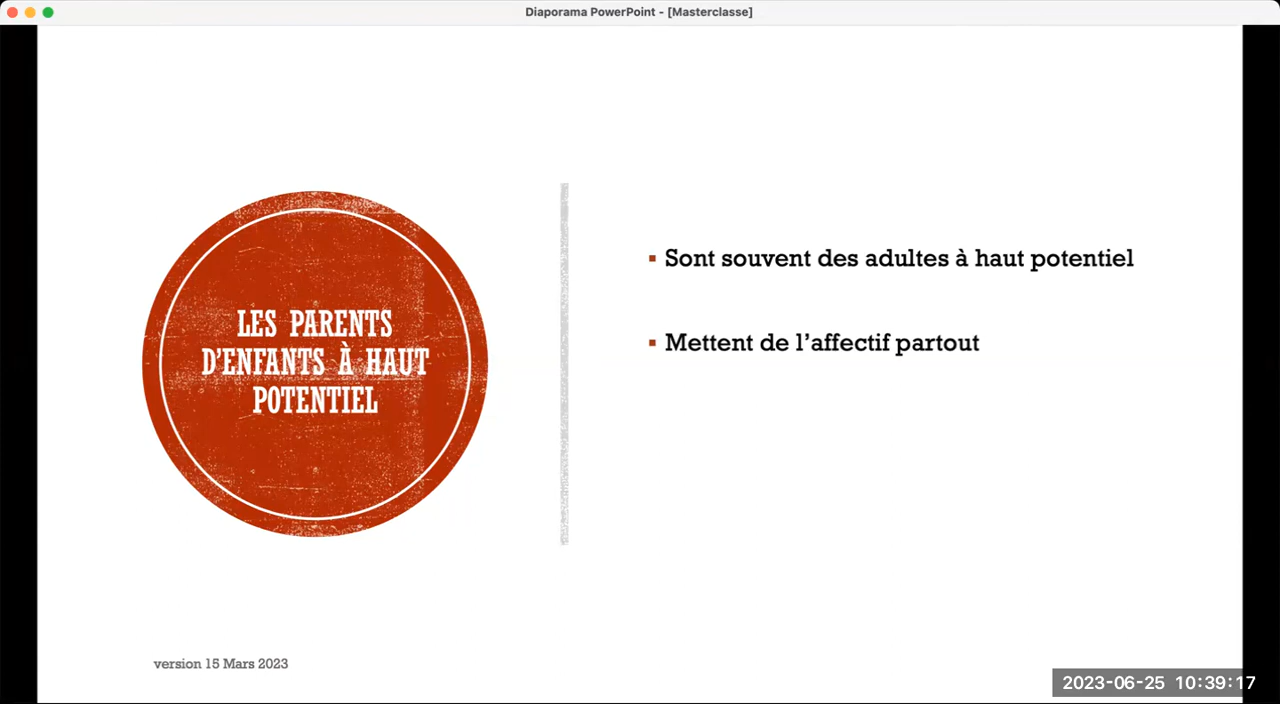 Diaporama PowerPoint - [Masterclasse]
LES PARENTS
D'ENFANTS À HAUT
POTENTIEL
▪ Sont souvent des adultes à haut potentiel
▪ Mettent de l’affectif partout
version 15 Mars 2023
2023-06-25 10:39:17